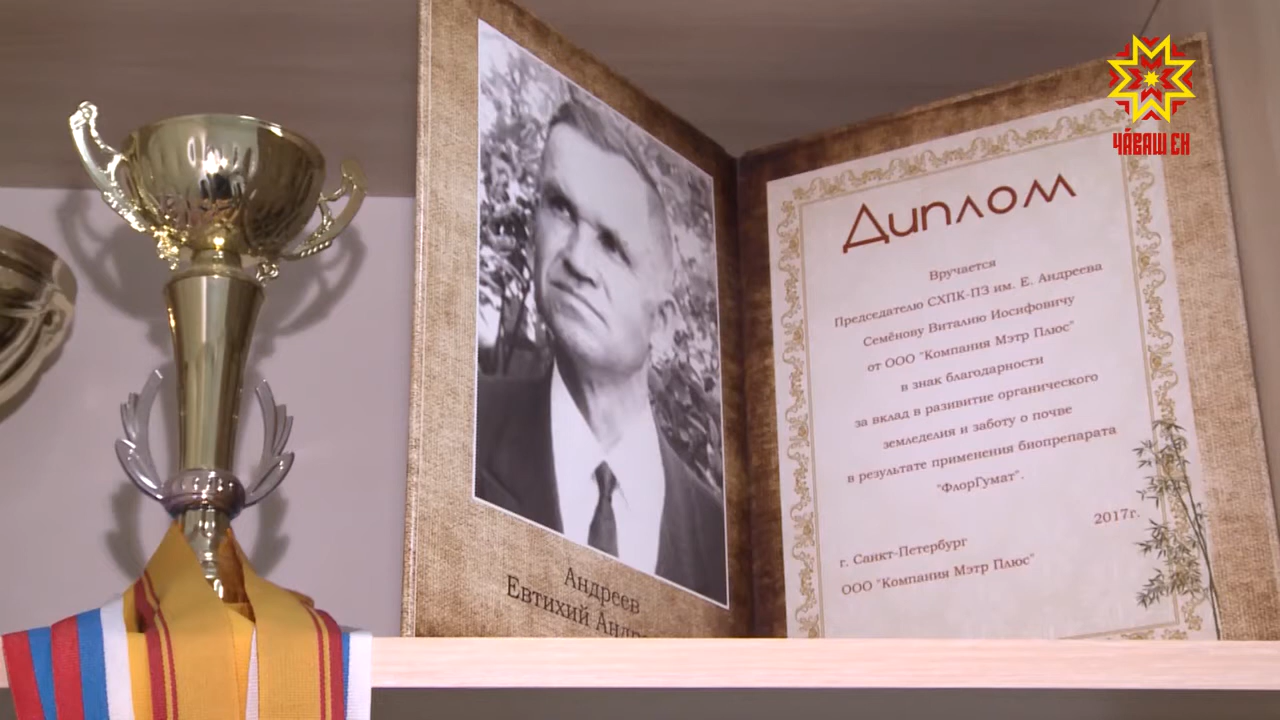 ЧӐВАШ ЕН
Андреев
Евтихий
Диплом
Вручается
Председателю СХПК-ПЗ им. Е. Андреева
Семёнову Виталию Иосифовичу
от ООО "Компания Мэтр Плюс"
в знак благодарности
за вклад в развитие органического
земледелия и заботу о почве
в результате применения биопрепарата
"ФлорГумат".
2017г.
г. Санкт-Петербург
ООО "Компания Мэтр Плюс"